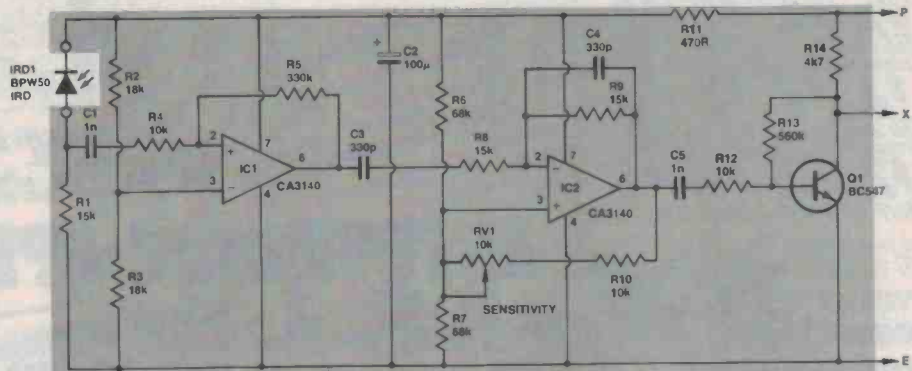 IRD1
BPW50
IRD
R1
15k
C1
1n
R2
18k
R3
18k
R4
10k
R5
330k
2
+
3
−
7
6
4
IC1
CA3140
C2
100µ
+
C3
330p
R6
68k
R7
68k
RV1
10k
SENSITIVITY
R8
15k
C4
330p
R9
15k
2
−
3
+
7
6
4
IC2
CA3140
R10
10k
C5
1n
R12
10k
R11
470R
R13
560k
R14
4k7
Q1
BC547
P
X
E